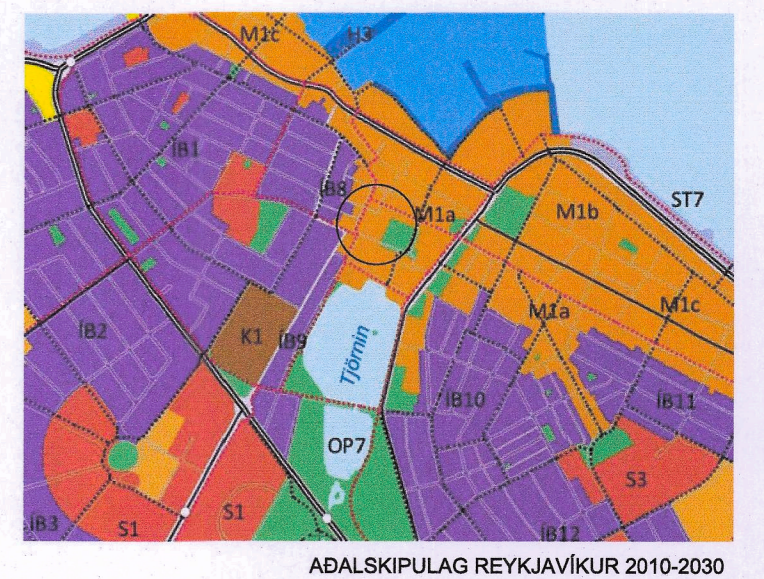 M1c
H3
ÍB1
ÍB8
M1a
M1b
ST7
M1a
M1c
ÍB2
K1
ÍB9
Tjörnin
ÍB10
ÍB11
OP7
S3
S1
S1
ÍB3
ÍB12
AÐALSKIPULAG REYKJAVÍKUR 2010-2030